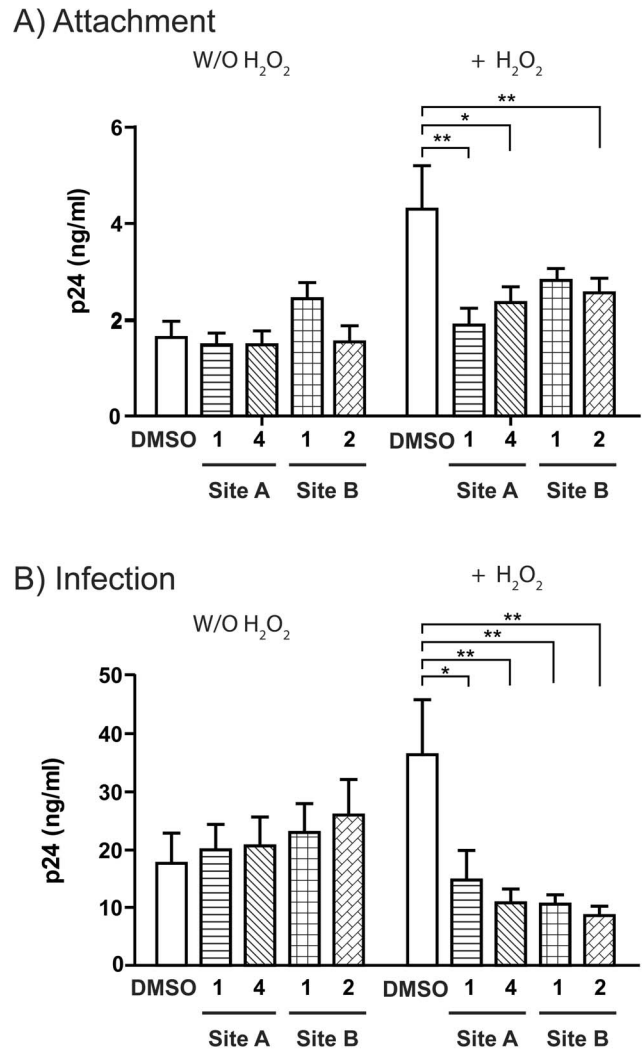 A) Attachment
W/O H₂O₂
+ H₂O₂
**
*
**
6
4
2
0
p24 (ng/ml)
DMSO 1 4 1 2 DMSO 1 4 1 2
Site A Site B Site A Site B
B) Infection
W/O H₂O₂
+ H₂O₂
**
**
**
*
50
40
30
20
10
0
p24 (ng/ml)
DMSO 1 4 1 2 DMSO 1 4 1 2
Site A Site B Site A Site B